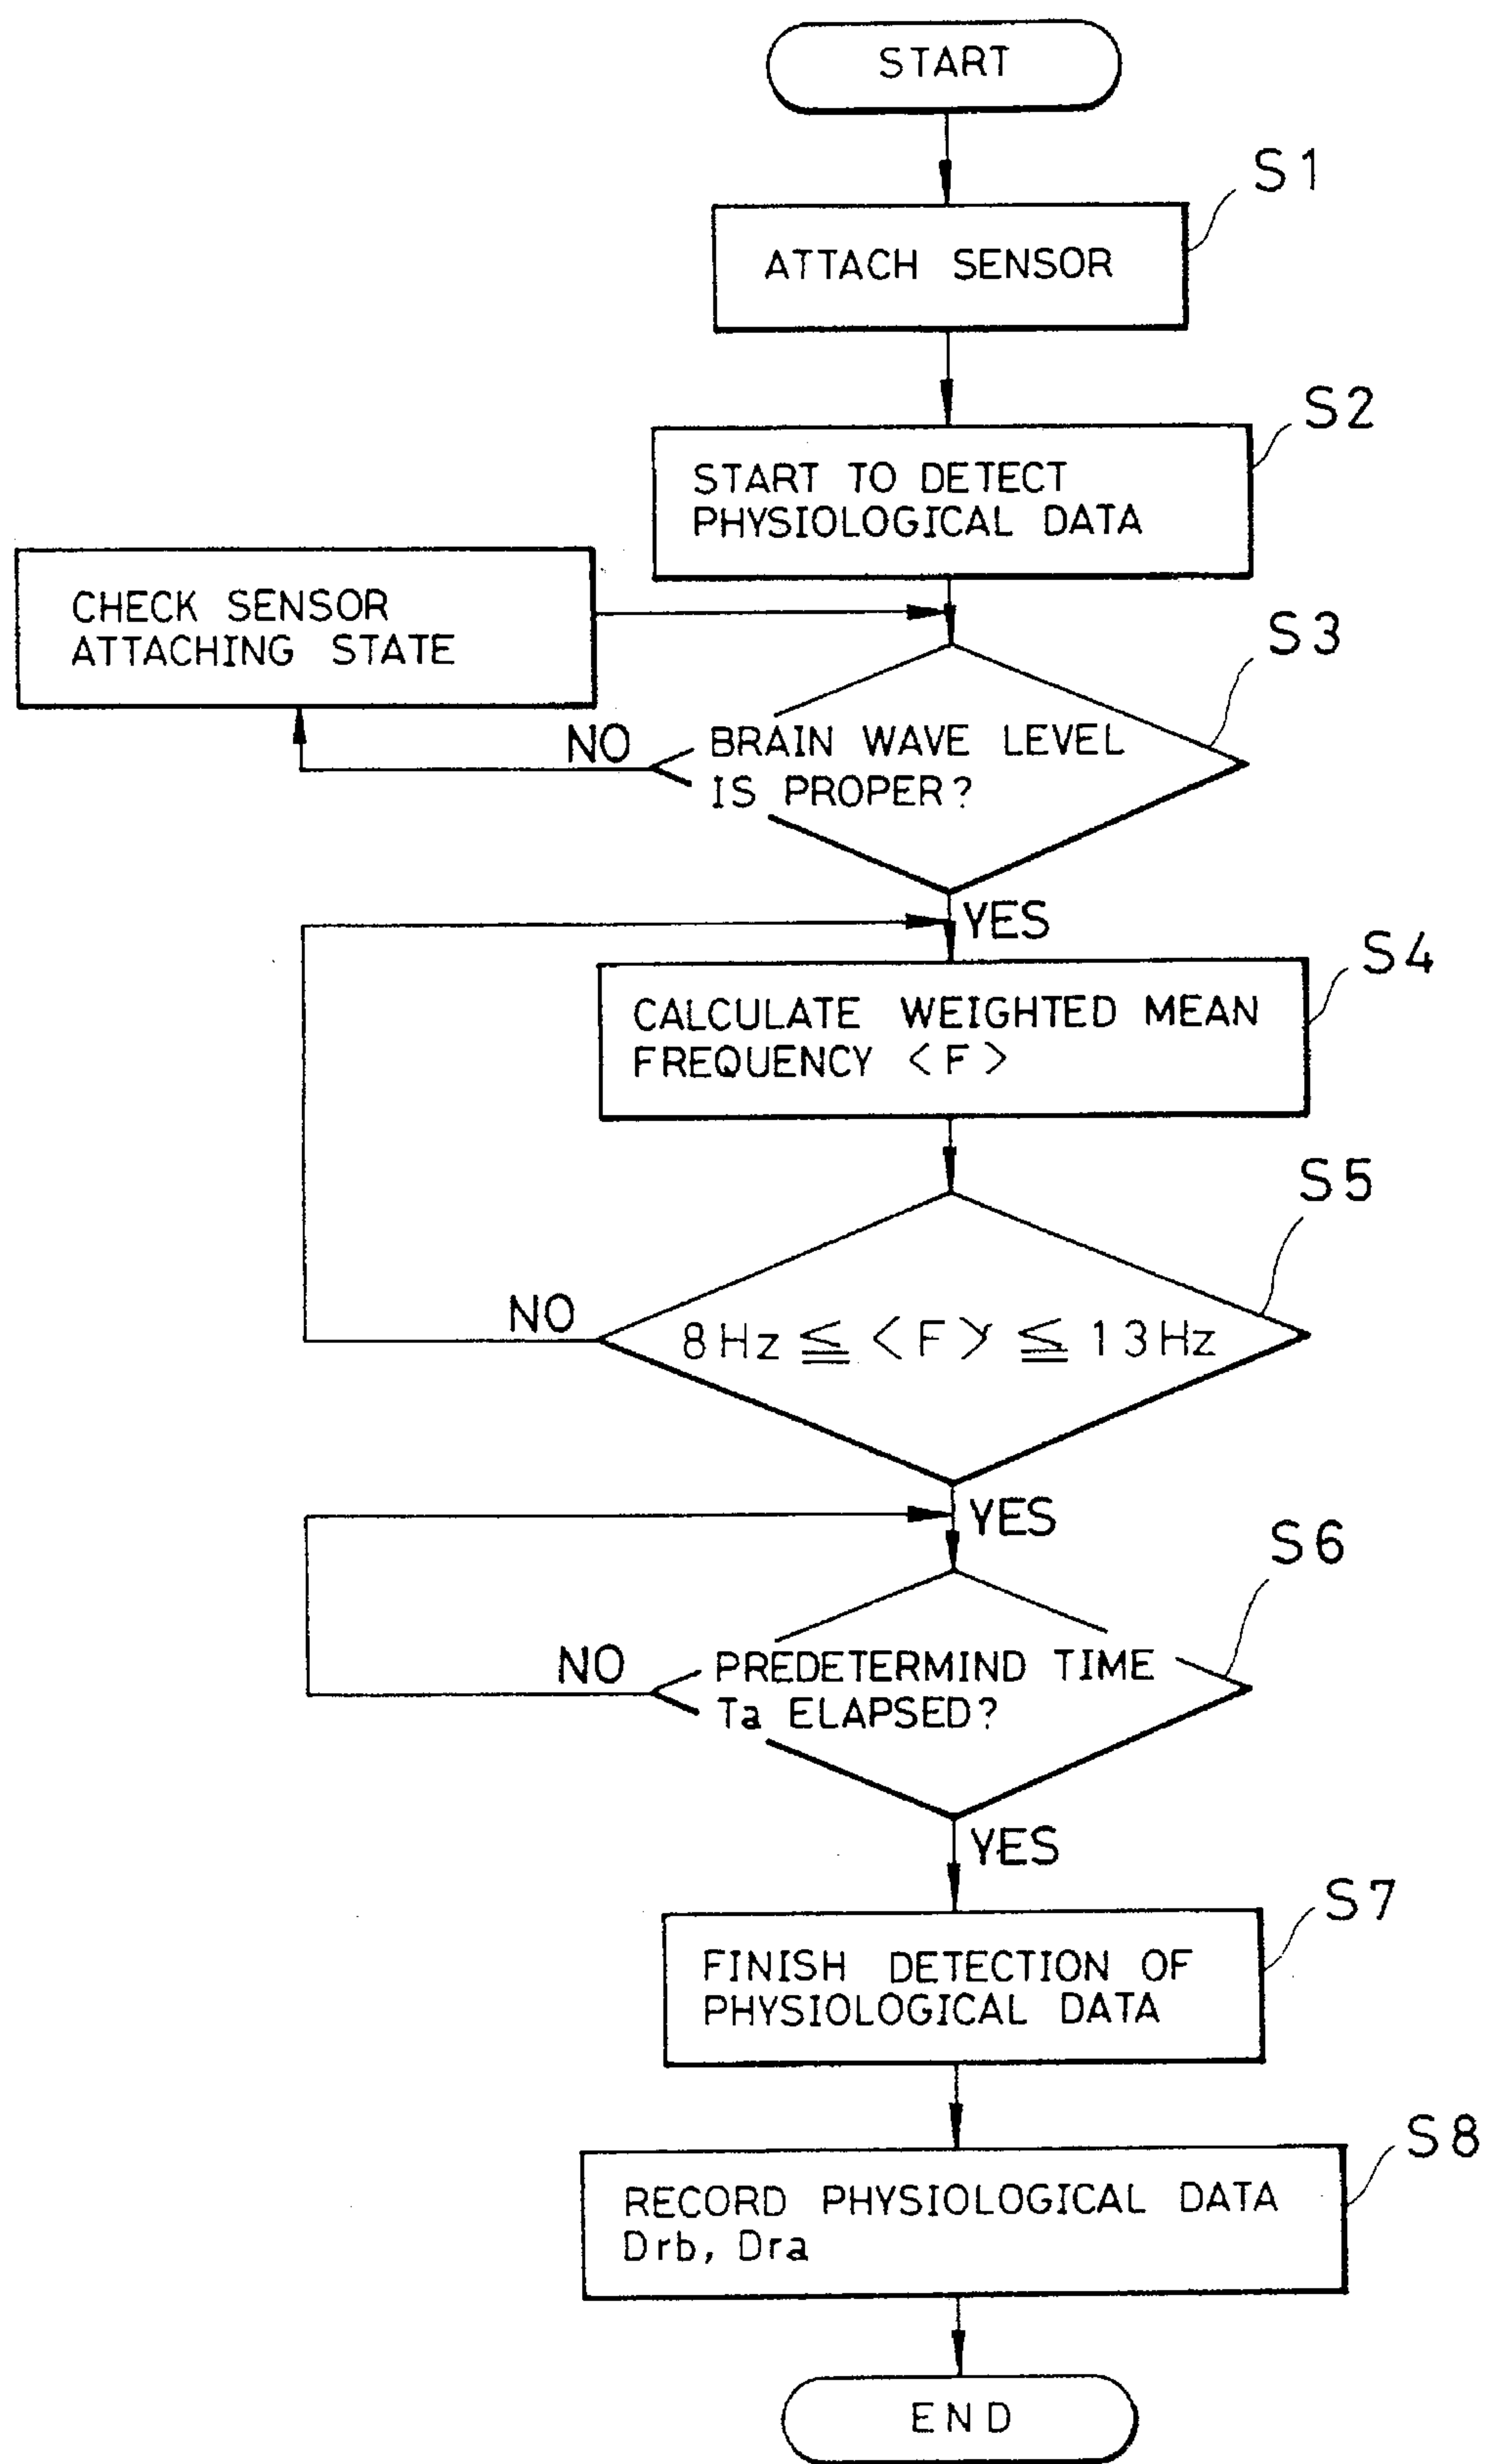 START
S1
ATTACH SENSOR
S2
START TO DETECT
PHYSIOLOGICAL DATA
CHECK SENSOR
ATTACHING STATE
S3
NO
BRAIN WAVE LEVEL
IS PROPER?
YES
S4
CALCULATE WEIGHTED MEAN
FREQUENCY <F>
S5
NO
8Hz ≦ <F> ≦ 13Hz
YES
S6
NO
PREDETERMIND TIME
Ta ELAPSED?
YES
S7
FINISH DETECTION OF
PHYSIOLOGICAL DATA
S8
RECORD PHYSIOLOGICAL DATA
Drb, Dra
END